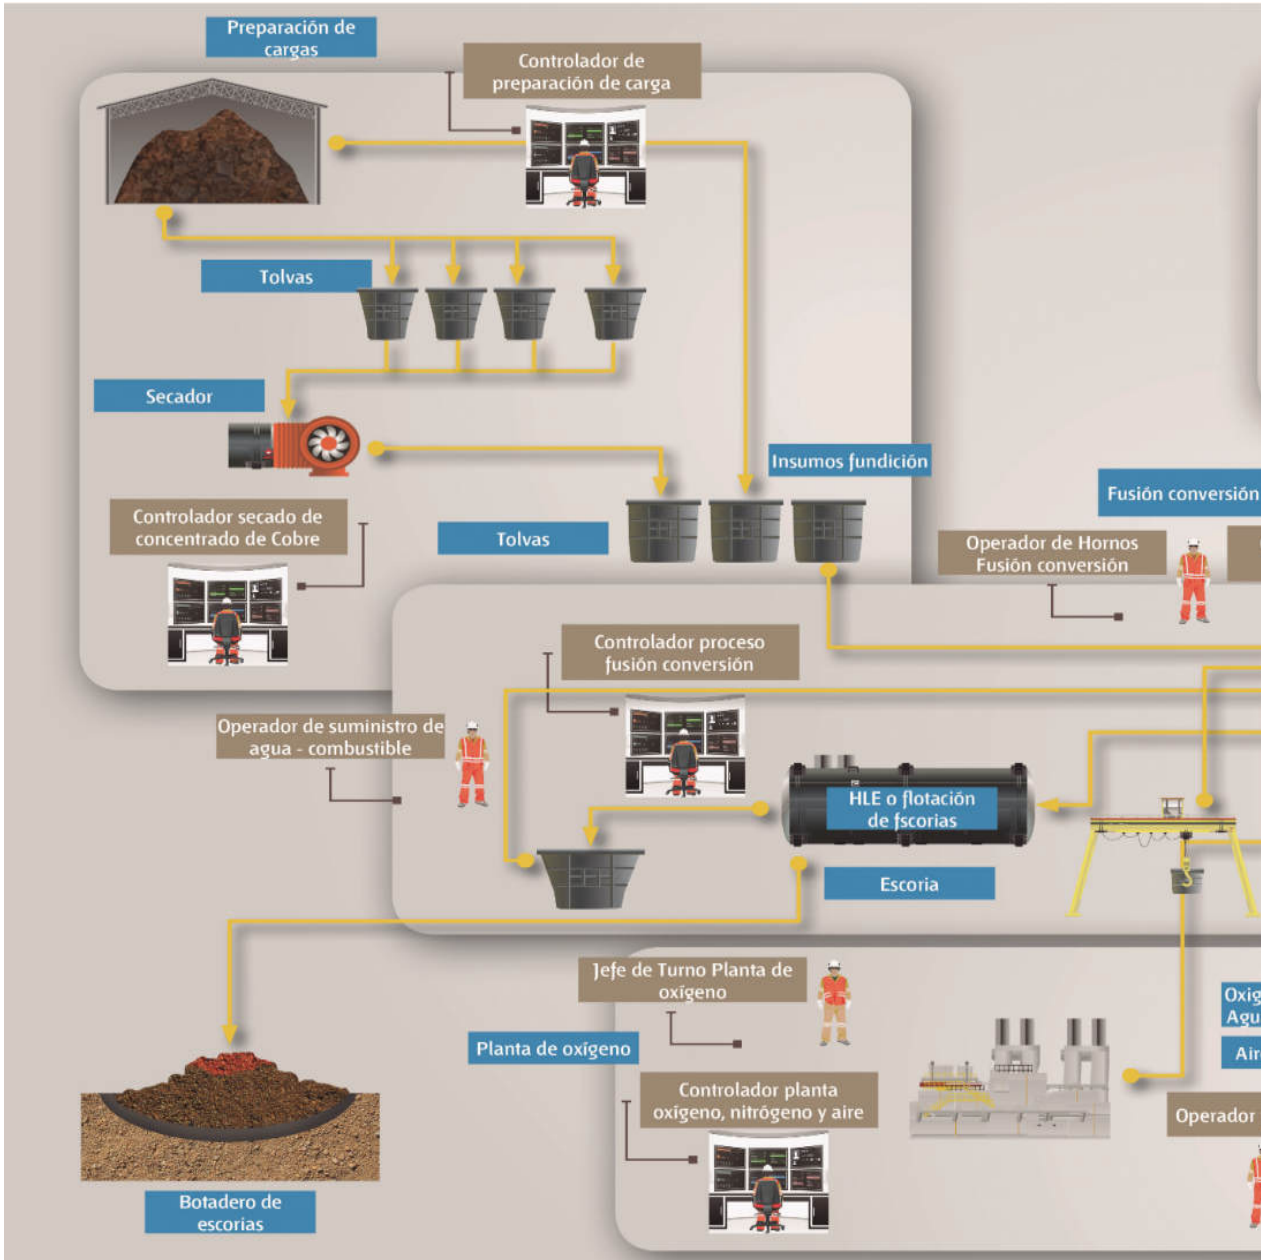 Preparación de
cargas
Controlador de
preparación de carga
Tolvas
Secador
Insumos fundición
Controlador secado de
concentrado de Cobre
Tolvas
Fusión conversión
Operador de Hornos
Fusión conversión
Controlador proceso
fusión conversión
Operador de suministro de
agua - combustible
HLE o flotación
de fscorias
Escoria
Jefe de Turno Planta de
oxígeno
Planta de oxígeno
Controlador planta
oxígeno, nitrógeno y aire
Oxig
Agu
Air
Operador
Botadero de
escorias